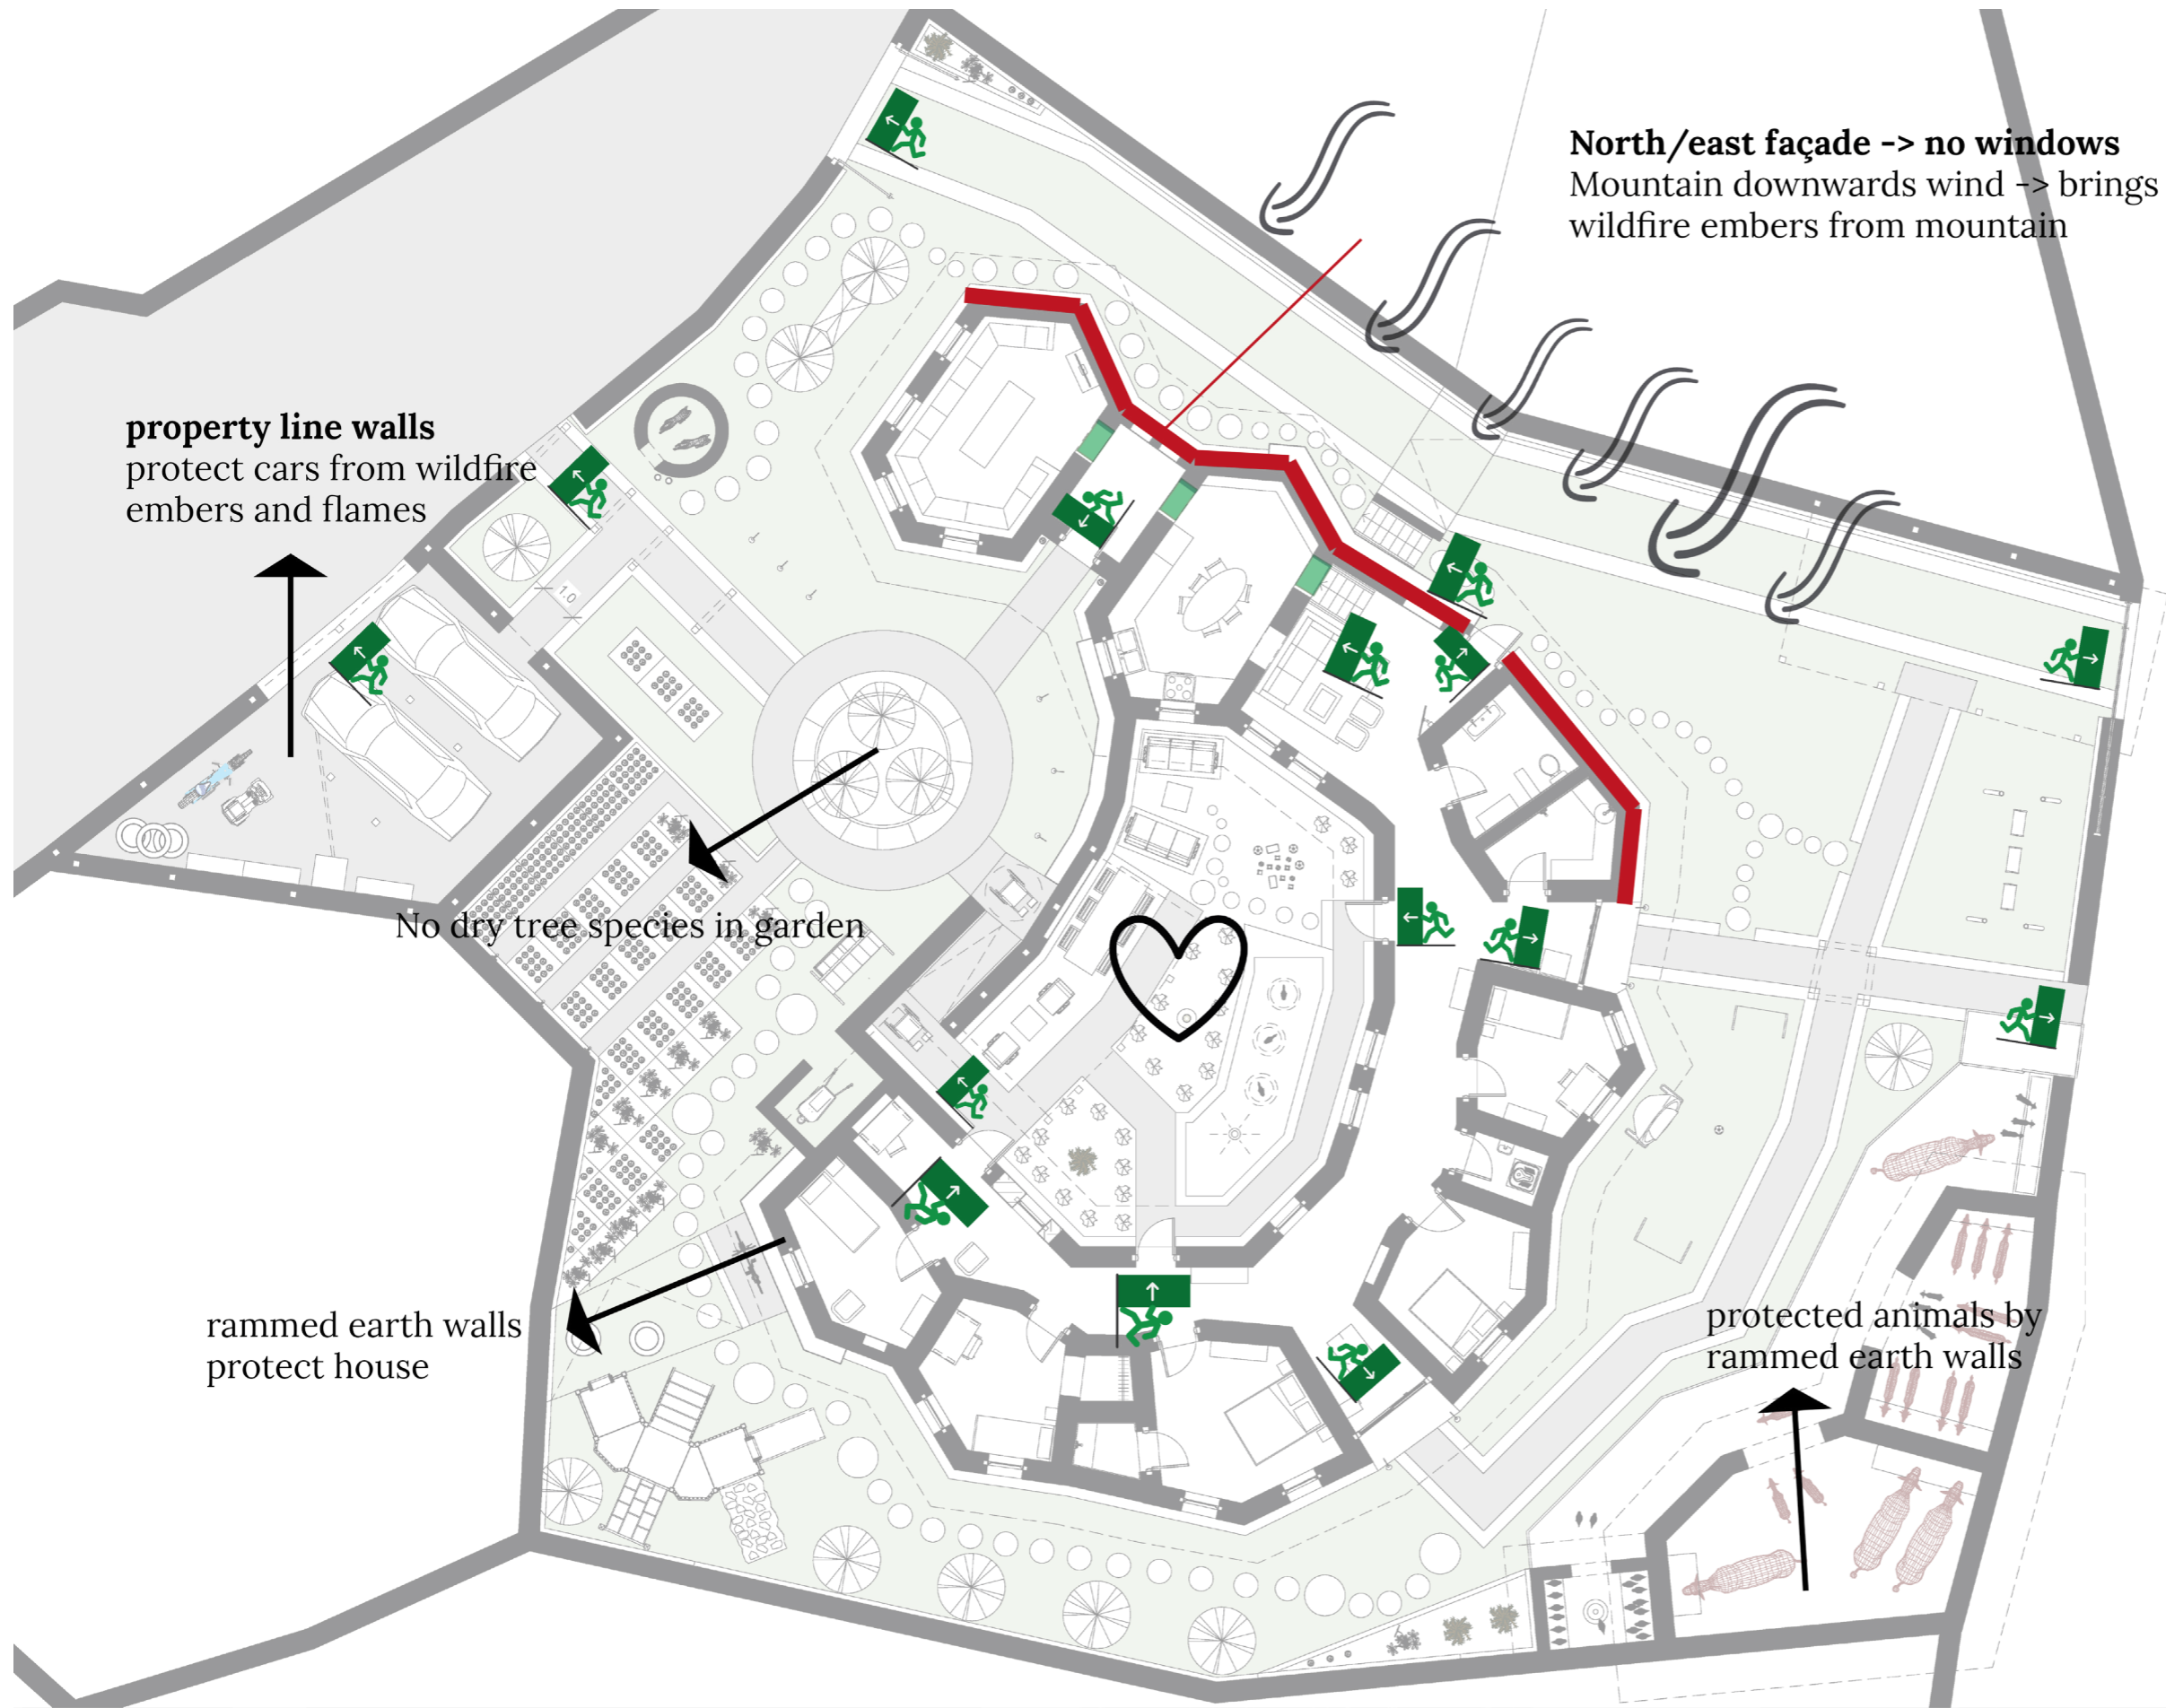 North/east façade -> no windows
Mountain downwards wind -> brings
wildfire embers from mountain
property line walls
protect cars from wildfire
embers and flames
1.0
No dry tree species in garden
rammed earth walls
protect house
protected animals by
rammed earth walls